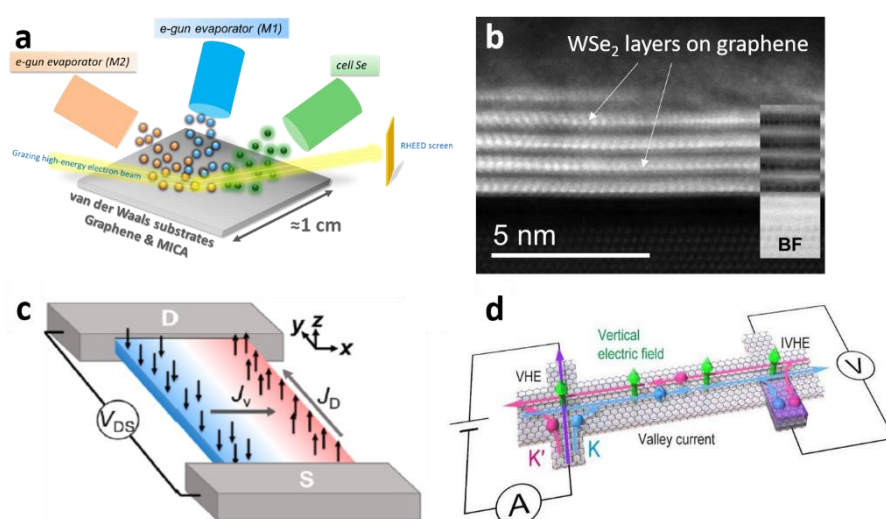 a
e-gun evaporator (M1)
e-gun evaporator (M2)
cell Se
Grazing high-energy electron beam
RHEED screen
van der Waals substrates
Graphene & MICA
≈1 cm
b
WSe2 layers on graphene
5 nm
BF
c
D
y z x
Jv
JD
VDS
S
d
Vertical
electric field
VHE
IVHE
V
Valley current
K' K
A